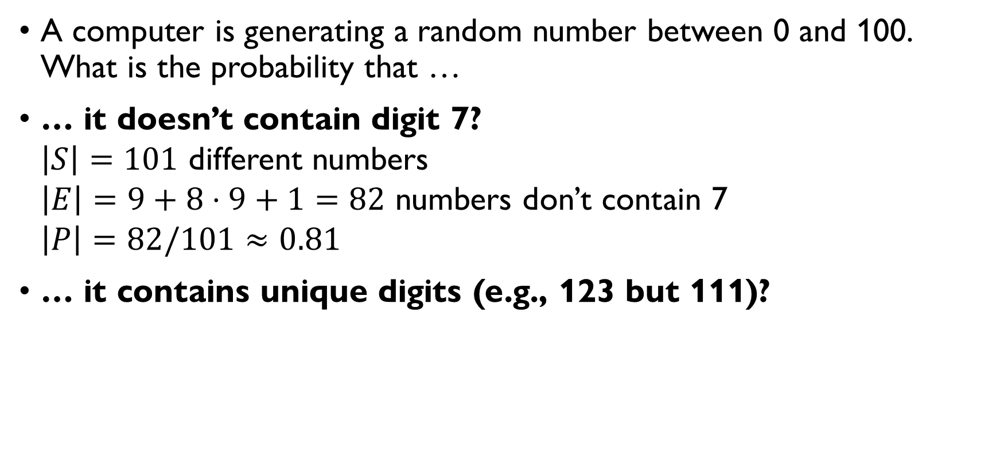 • A computer is generating a random number between 0 and 100.
What is the probability that …
• … it doesn’t contain digit 7?
|S| = 101 different numbers
|E| = 9 + 8 · 9 + 1 = 82 numbers don’t contain 7
|P| = 82/101 ≈ 0.81
• … it contains unique digits (e.g., 123 but 111)?